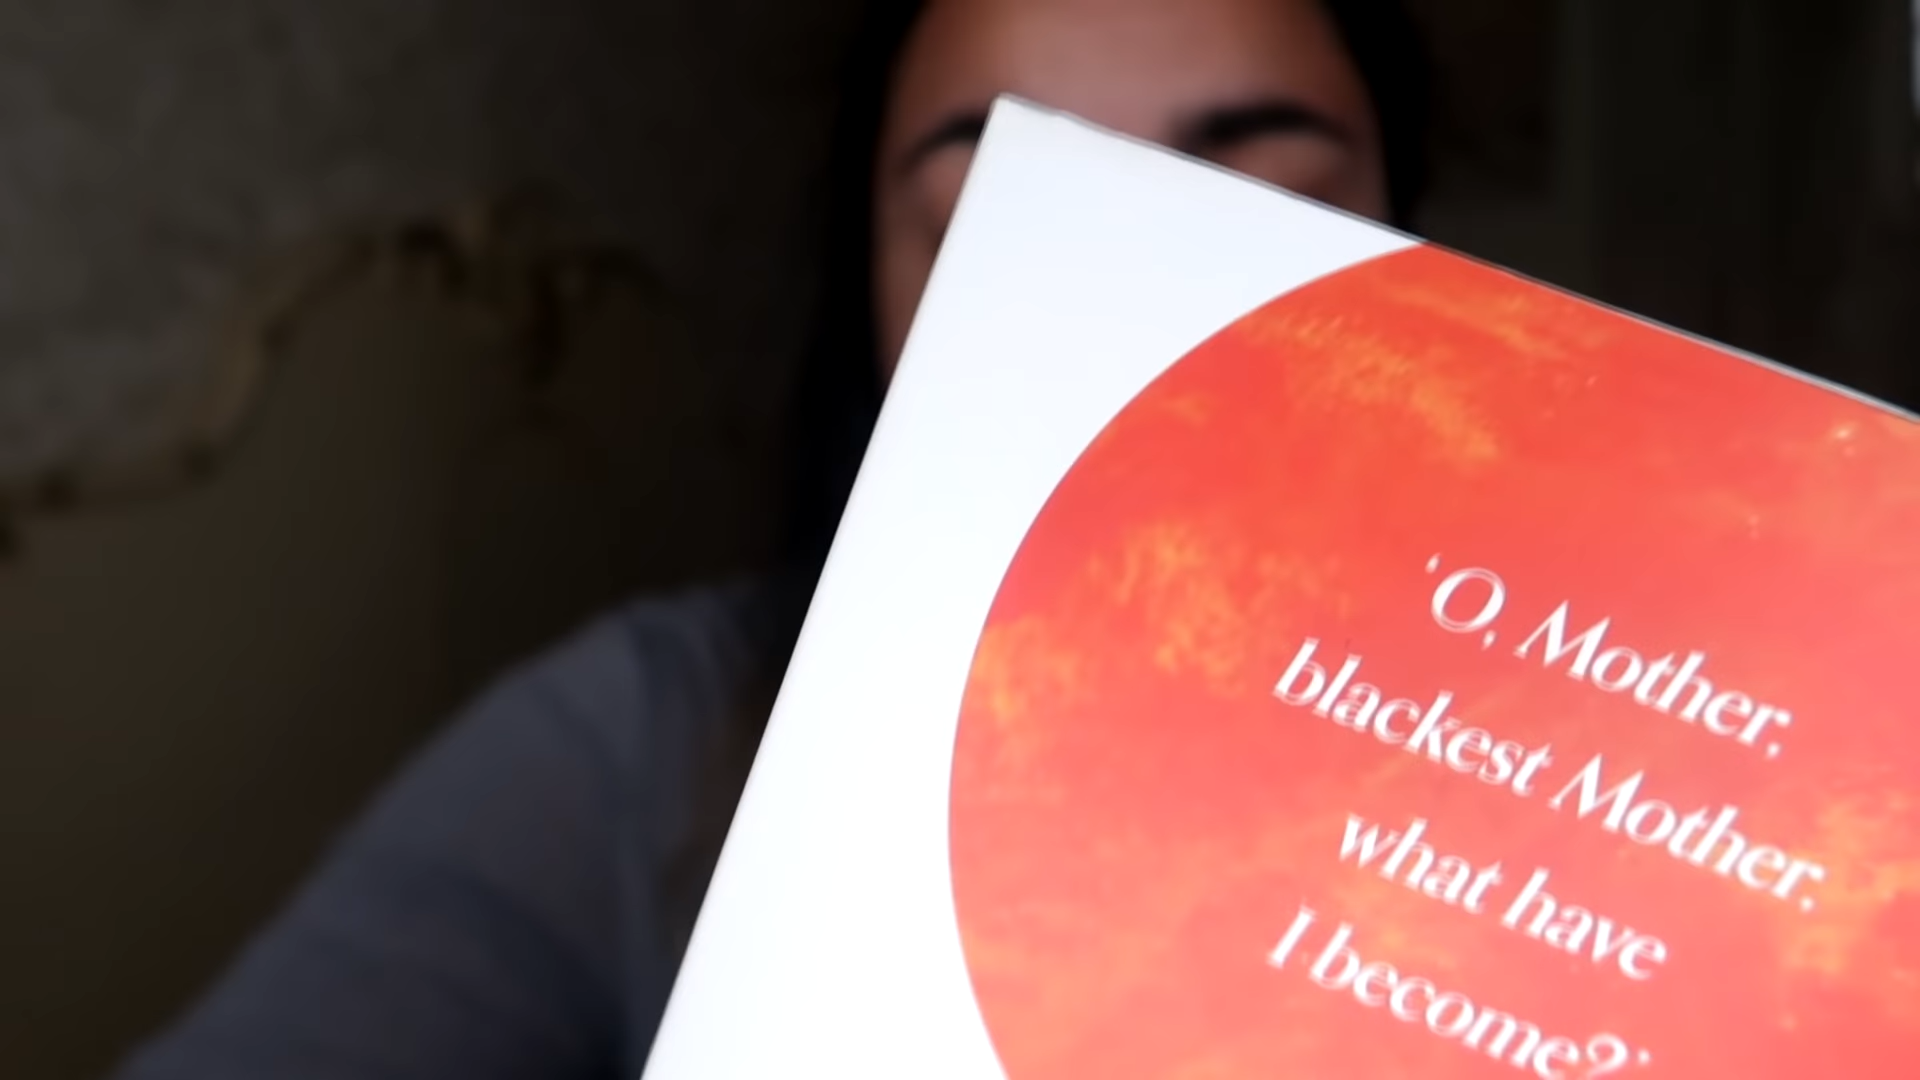 ‘O, Mother,
blackest Mother,
what have
I become?’